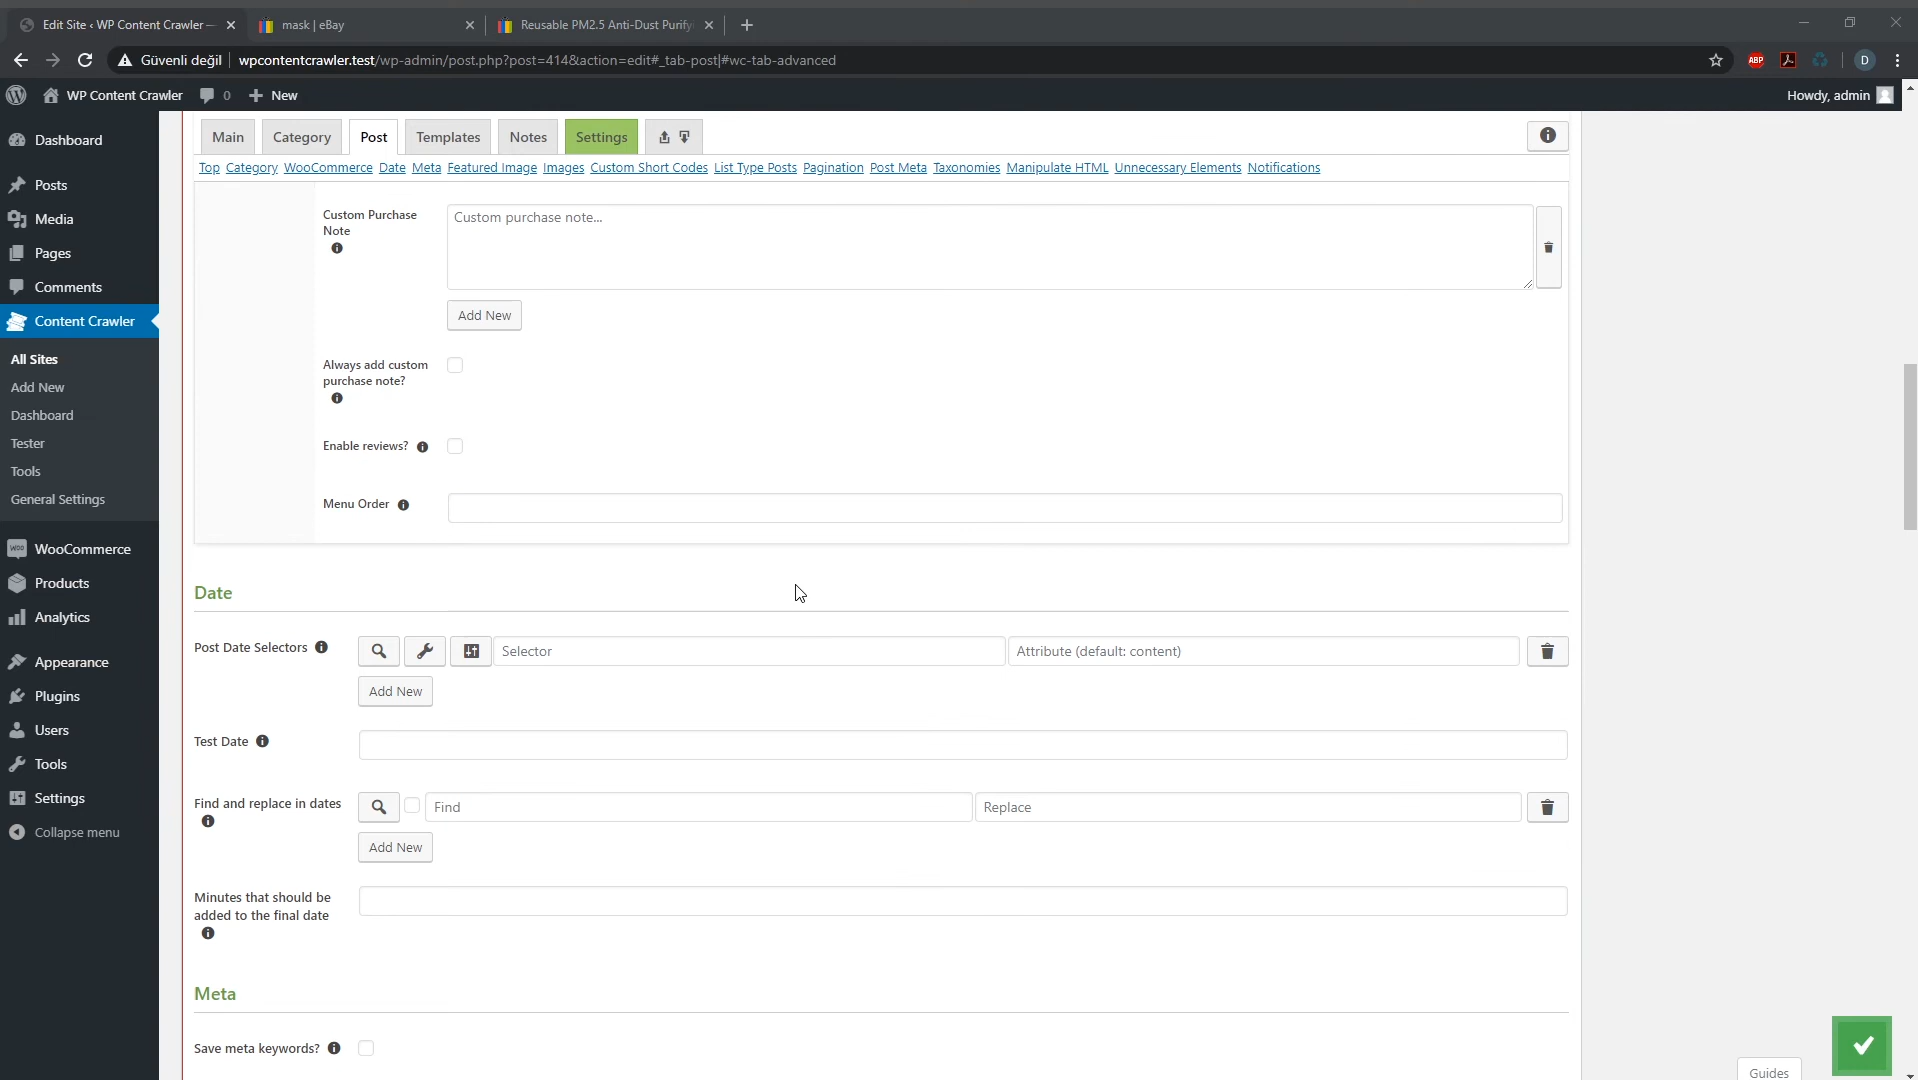 Edit Site ‹ WP Content Crawler —
mask | eBay
Reusable PM2.5 Anti-Dust Purify
Güvenli değil
wpcontentcrawler.test/wp-admin/post.php?post=414&action=edit#_tab-post|#wc-tab-advanced
ABP
D
WP Content Crawler
0
New
Howdy, admin
Dashboard
Posts
Media
Pages
Comments
Content Crawler
All Sites
Add New
Dashboard
Tester
Tools
General Settings
WooCommerce
Products
Analytics
Appearance
Plugins
Users
Tools
Settings
Collapse menu
Main
Category
Post
Templates
Notes
Settings
Top Category WooCommerce Date Meta Featured Image Images Custom Short Codes List Type Posts Pagination Post Meta Taxonomies Manipulate HTML Unnecessary Elements Notifications
Custom Purchase
Note
Custom purchase note...
Add New
Always add custom
purchase note?
Enable reviews?
Menu Order
Date
Post Date Selectors
Selector
Attribute (default: content)
Add New
Test Date
Find and replace in dates
Find
Replace
Add New
Minutes that should be
added to the final date
Meta
Save meta keywords?
Guides